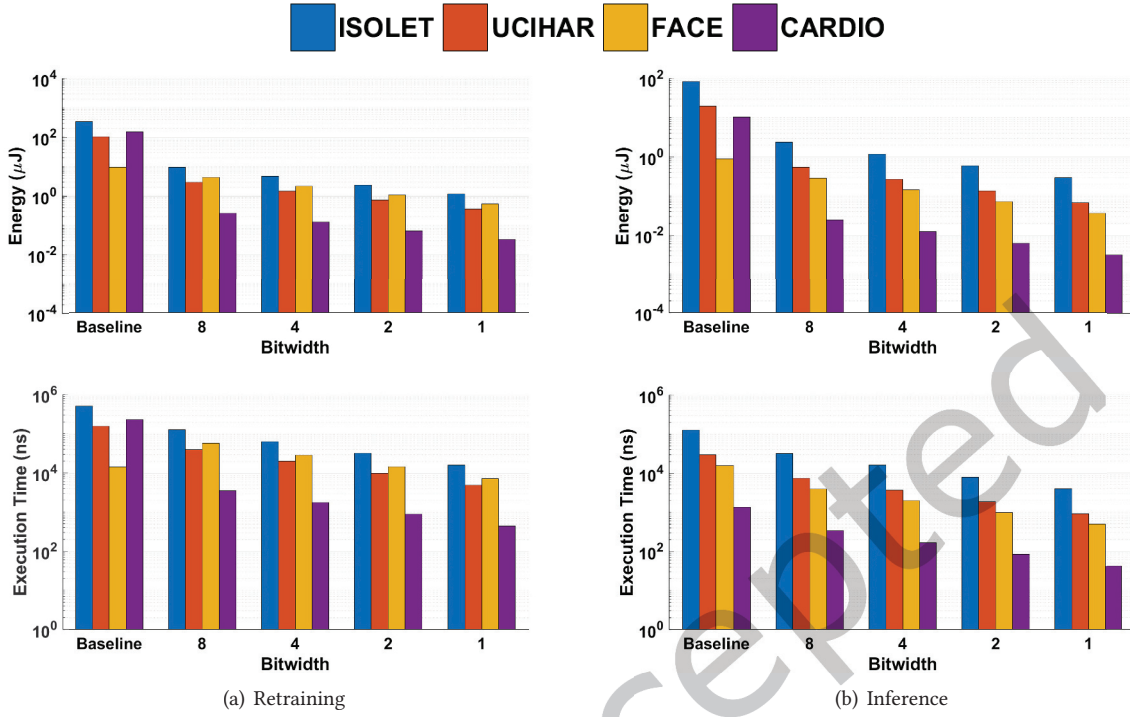 ISOLET UCIHAR FACE CARDIO
10^4
10^2
10^0
10^-2
10^-4
Energy (μJ)
Baseline 8 4 2 1
Bitwidth
10^2
10^0
10^-2
10^-4
Energy (μJ)
Baseline 8 4 2 1
Bitwidth
10^6
10^4
10^2
10^0
Execution Time (ns)
Baseline 8 4 2 1
Bitwidth
10^6
10^4
10^2
10^0
Execution Time (ns)
Baseline 8 4 2 1
Bitwidth
(a) Retraining
(b) Inference
cepted